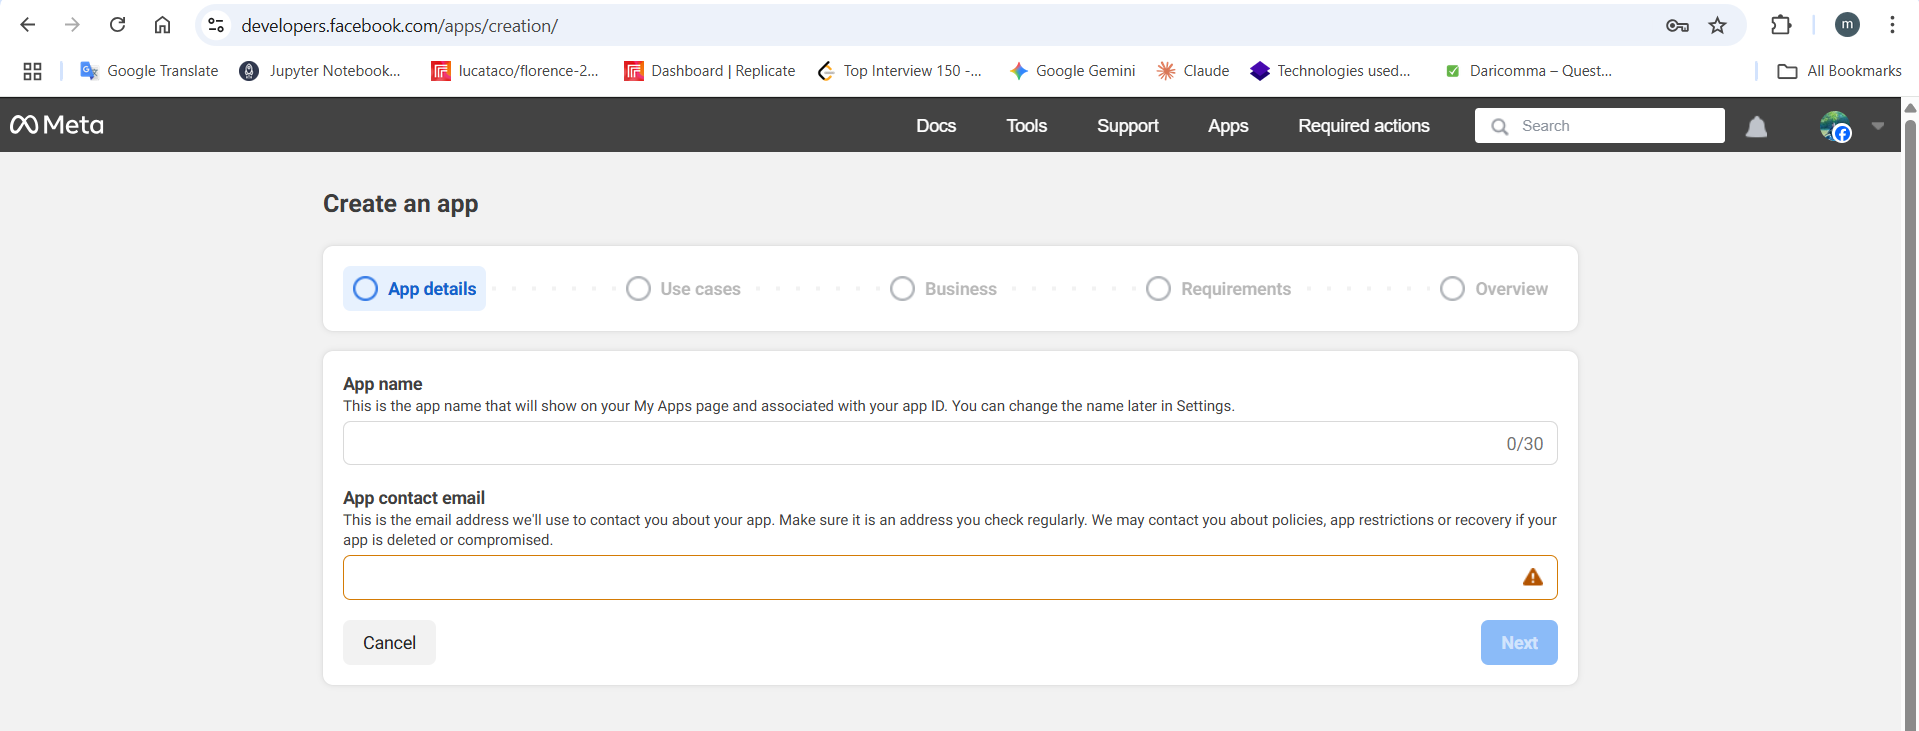 developers.facebook.com/apps/creation/
m
Google Translate
Jupyter Notebook...
lucataco/florence-2...
Dashboard | Replicate
Top Interview 150 -...
Google Gemini
Claude
Technologies used...
Daricomma – Quest...
All Bookmarks
Meta
Docs
Tools
Support
Apps
Required actions
Search
Create an app
App details
Use cases
Business
Requirements
Overview
App name
This is the app name that will show on your My Apps page and associated with your app ID. You can change the name later in Settings.
0/30
App contact email
This is the email address we'll use to contact you about your app. Make sure it is an address you check regularly. We may contact you about policies, app restrictions or recovery if your
app is deleted or compromised.
Cancel
Next